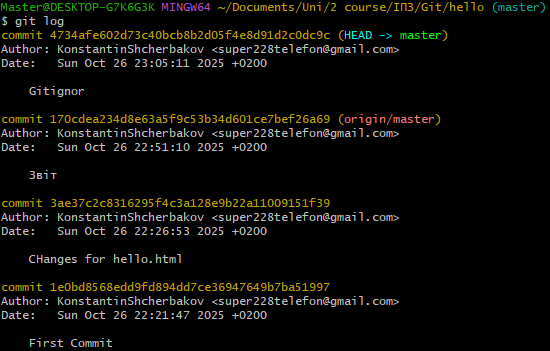 Master@DESKTOP-G7K6G3K MINGW64 ~/Documents/Uni/2 course/ІПЗ/Git/hello (master)
$ git log
commit 4734afe602d73c40bcb8b2d05f4e8d91d2c0dc9c (HEAD -> master)
Author: KonstantinShcherbakov <super228telefon@gmail.com>
Date:   Sun Oct 26 23:05:11 2025 +0200
Gitignor
commit 170cdea234d8e63a5f9c53b34d601ce7bef26a69 (origin/master)
Author: KonstantinShcherbakov <super228telefon@gmail.com>
Date:   Sun Oct 26 22:51:10 2025 +0200
Звіт
commit 3ae37c2c8316295f4c3a128e9b22a11009151f39
Author: KonstantinShcherbakov <super228telefon@gmail.com>
Date:   Sun Oct 26 22:26:53 2025 +0200
CHanges for hello.html
commit 1e0bd8568edd9fd894dd7ce36947649b7ba51997
Author: KonstantinShcherbakov <super228telefon@gmail.com>
Date:   Sun Oct 26 22:21:47 2025 +0200
First Commit